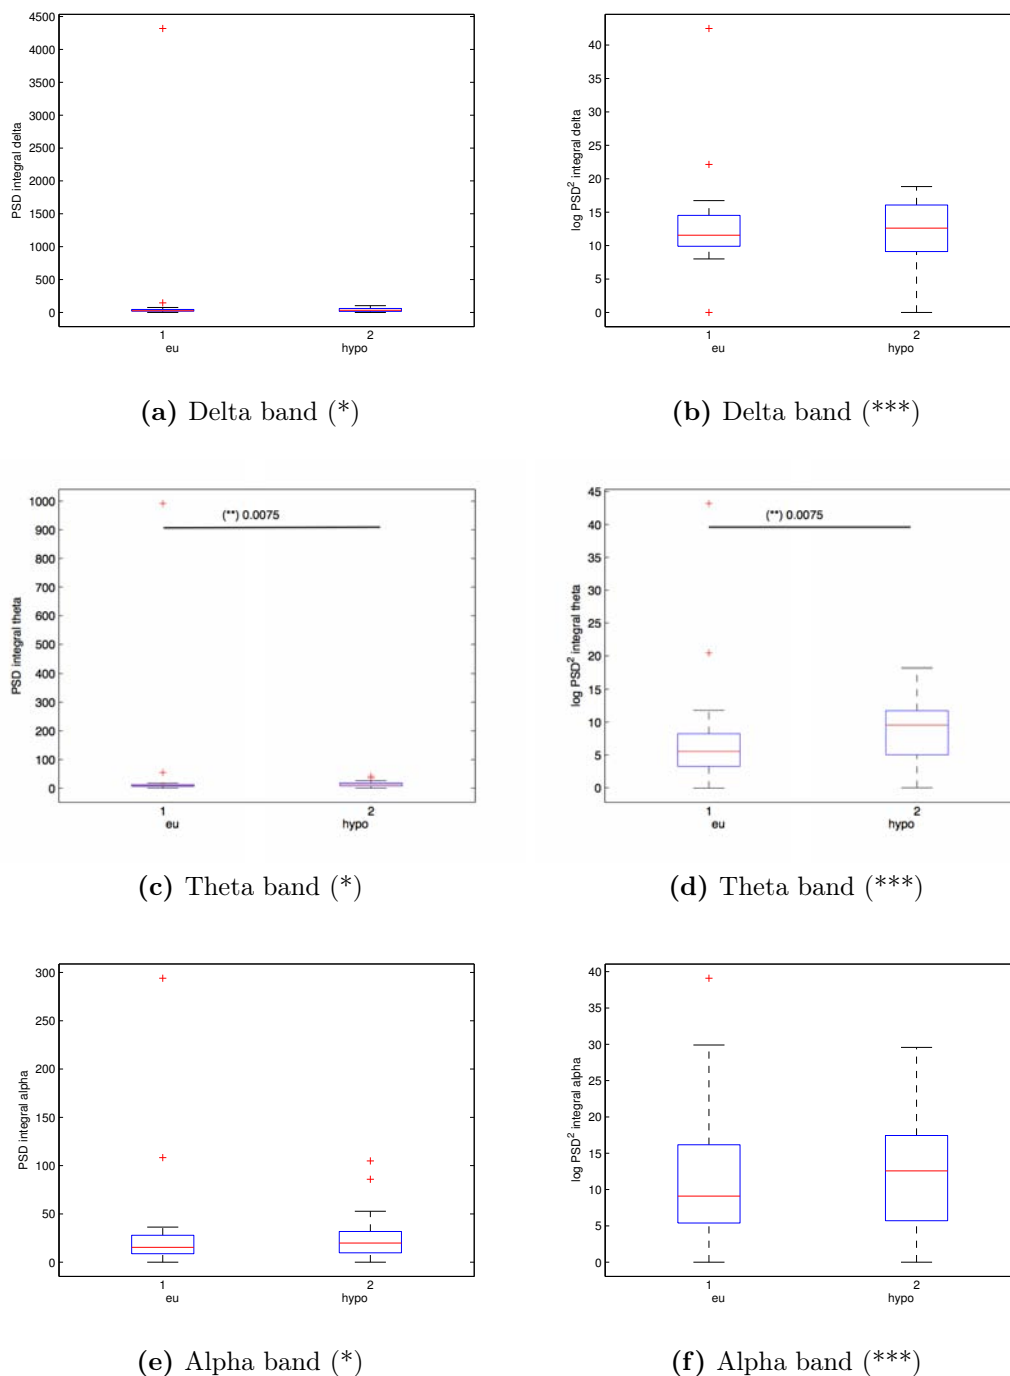 4500
4000
3500
3000
2500
2000
1500
1000
500
0
PSD integral delta
1
2
eu
hypo
(a) Delta band (*)
40
35
30
25
20
15
10
5
0
log PSD² integral delta
1
2
eu
hypo
(b) Delta band (***)
1000
900
800
700
600
500
400
300
200
100
0
PSD integral theta
(**) 0.0075
1
2
eu
hypo
(c) Theta band (*)
45
40
35
30
25
20
15
10
5
0
log PSD² integral theta
(**) 0.0075
1
2
eu
hypo
(d) Theta band (***)
300
250
200
150
100
50
0
PSD integral alpha
1
2
eu
hypo
(e) Alpha band (*)
40
35
30
25
20
15
10
5
0
log PSD² integral alpha
1
2
eu
hypo
(f) Alpha band (***)